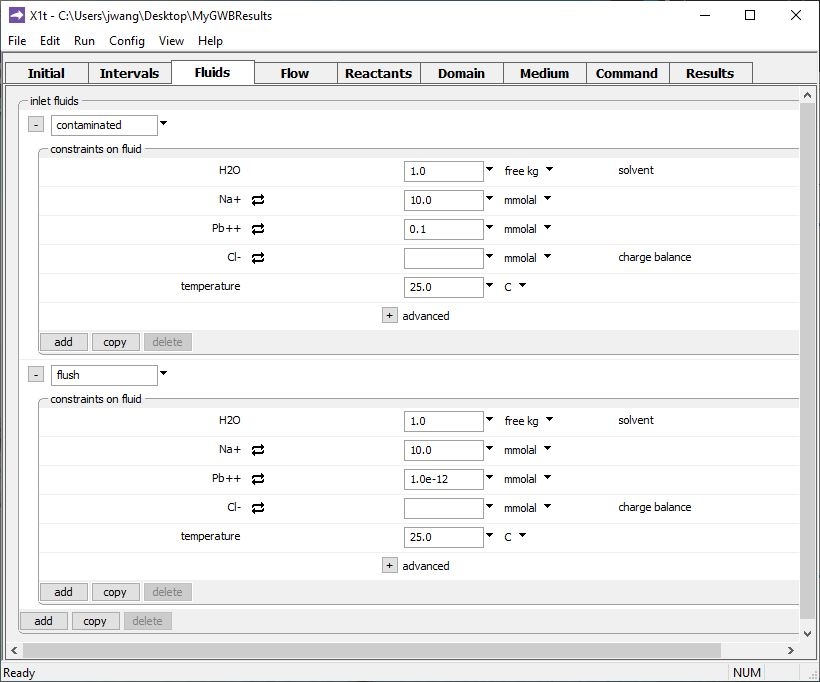 X1t - C:\Users\jwang\Desktop\MyGWBResults
File Edit Run Config View Help
Initial Intervals Fluids Flow Reactants Domain Medium Command Results
inlet fluids
- contaminated
constraints on fluid
H2O 1.0 free kg solvent
Na+ 10.0 mmolal
Pb++ 0.1 mmolal
Cl- mmolal charge balance
temperature 25.0 C
+ advanced
add copy delete
- flush
constraints on fluid
H2O 1.0 free kg solvent
Na+ 10.0 mmolal
Pb++ 1.0e-12 mmolal
Cl- mmolal charge balance
temperature 25.0 C
+ advanced
add copy delete
add copy delete
Ready NUM